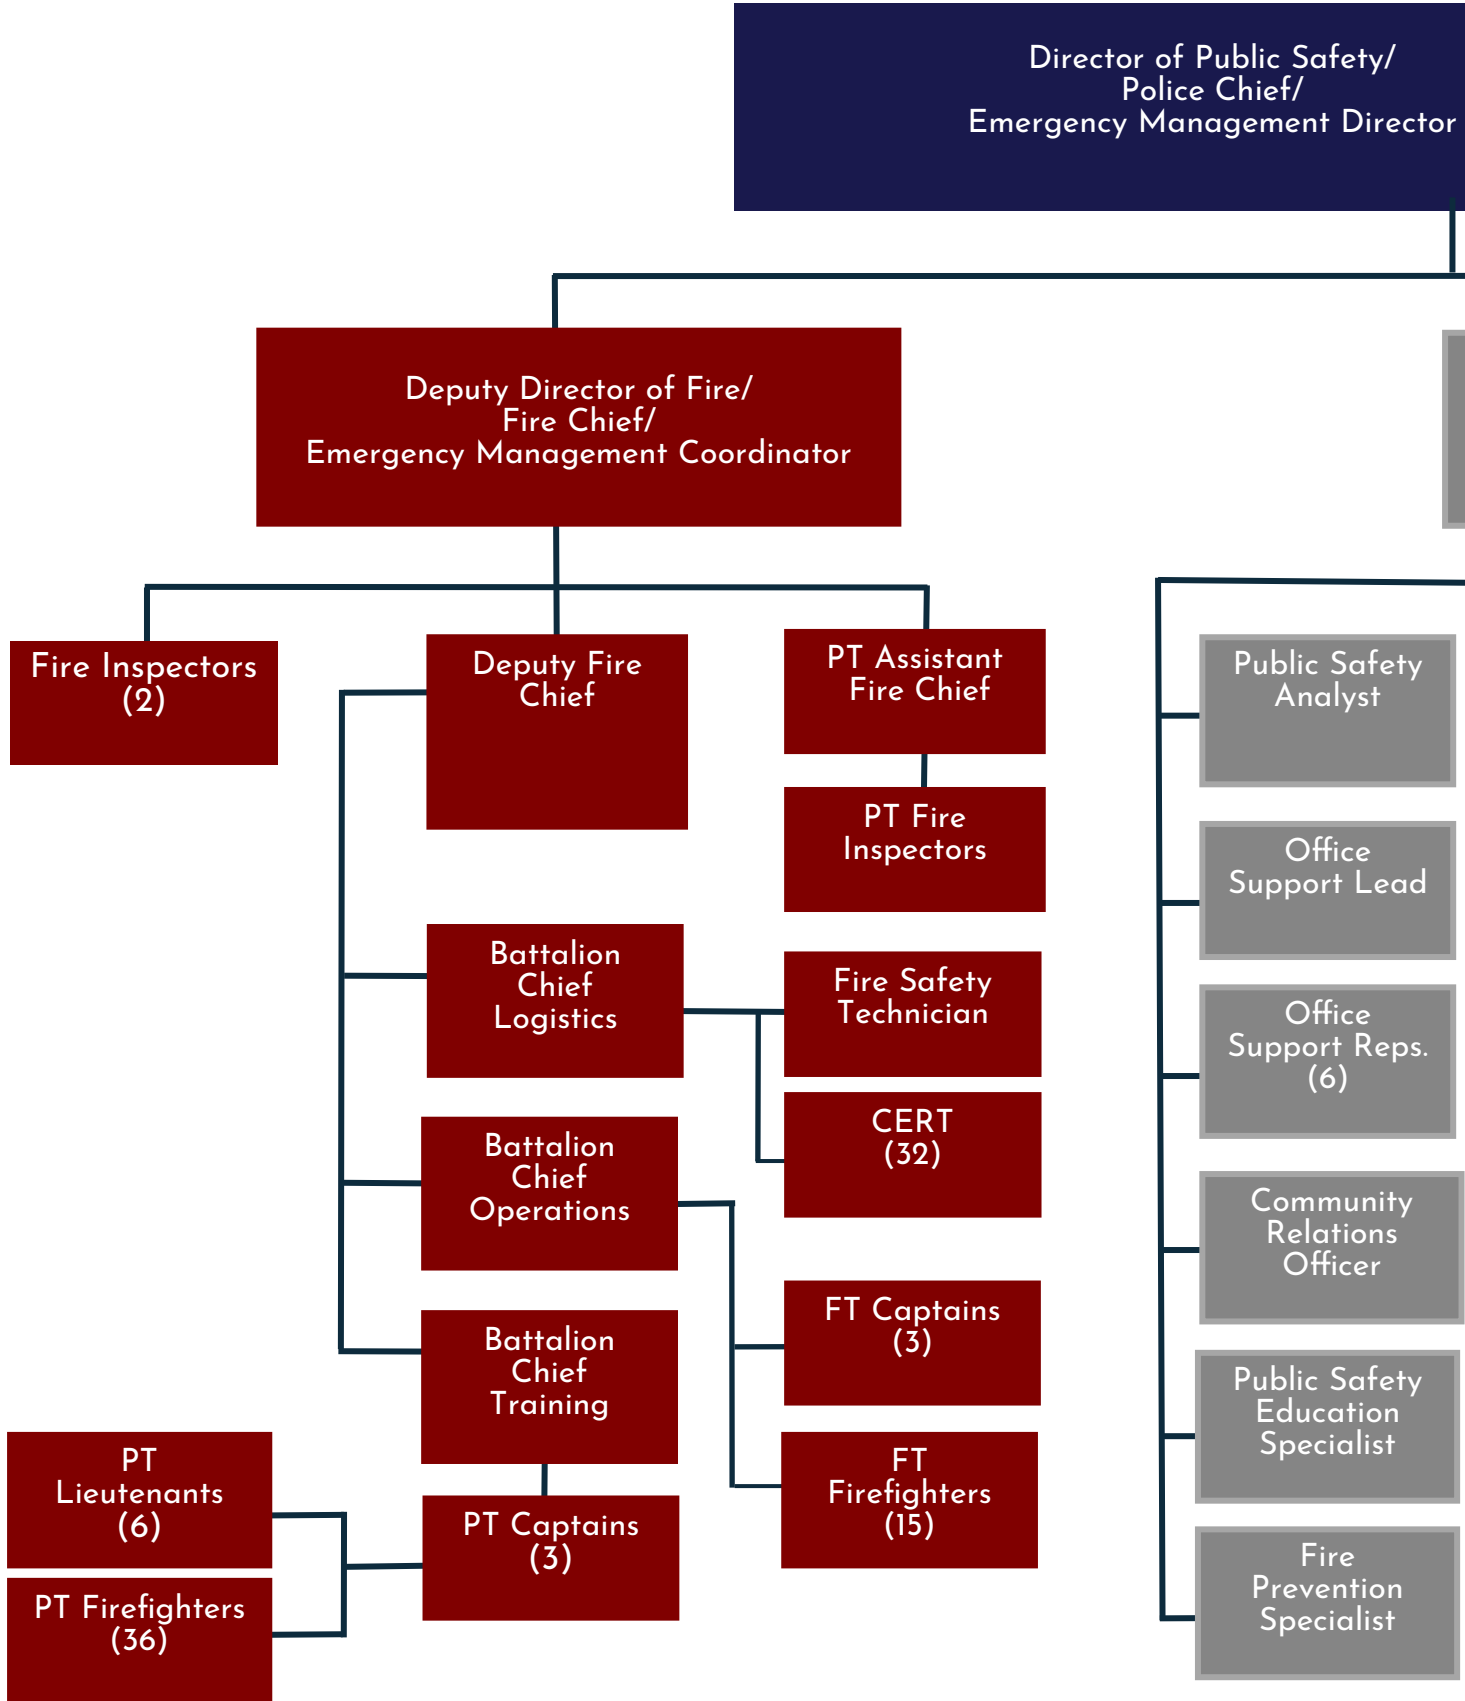 Director of Public Safety/
Police Chief/
Emergency Management Director
Deputy Director of Fire/
Fire Chief/
Emergency Management Coordinator
Fire Inspectors
(2)
Deputy Fire
Chief
PT Assistant
Fire Chief
PT Fire
Inspectors
Battalion
Chief
Logistics
Fire Safety
Technician
CERT
(32)
Battalion
Chief
Operations
FT Captains
(3)
FT
Firefighters
(15)
Battalion
Chief
Training
PT Captains
(3)
PT
Lieutenants
(6)
PT Firefighters
(36)
Public Safety
Analyst
Office
Support Lead
Office
Support Reps.
(6)
Community
Relations
Officer
Public Safety
Education
Specialist
Fire
Prevention
Specialist